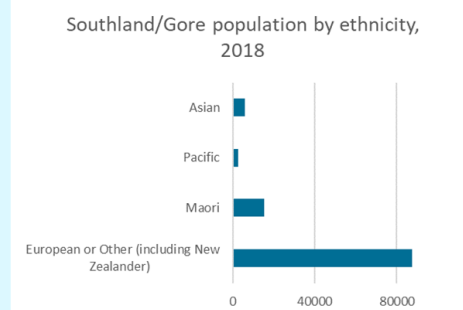 Southland/Gore population by ethnicity,
2018
Asian
Pacific
Maori
European or Other (including New
Zealander)
0 40000 80000